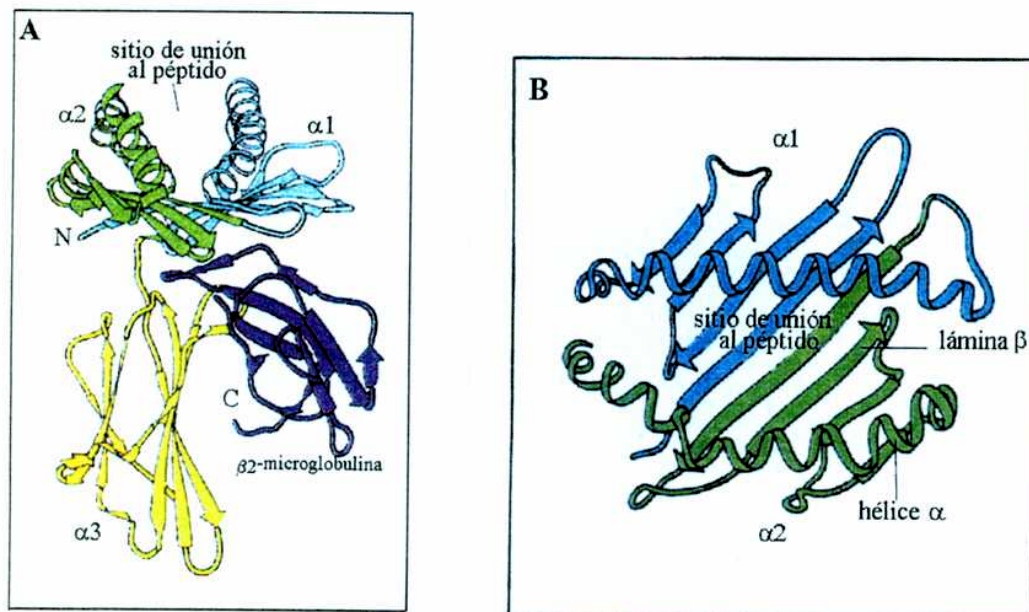 A
sitio de unión
al péptido
α2
α1
N
C
β2-microglobulina
α3
B
α1
sitio de unión
al péptido
lámina β
hélice α
α2